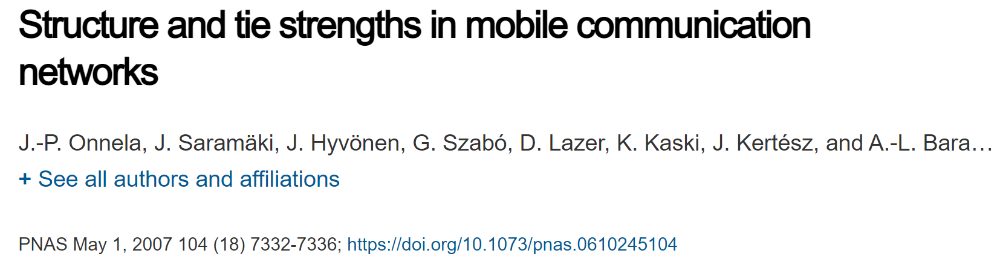 Structure and tie strengths in mobile communication
networks
J.-P. Onnela, J. Saramäki, J. Hyvönen, G. Szabó, D. Lazer, K. Kaski, J. Kertész, and A.-L. Bara…
+ See all authors and affiliations
PNAS May 1, 2007 104 (18) 7332-7336; https://doi.org/10.1073/pnas.0610245104